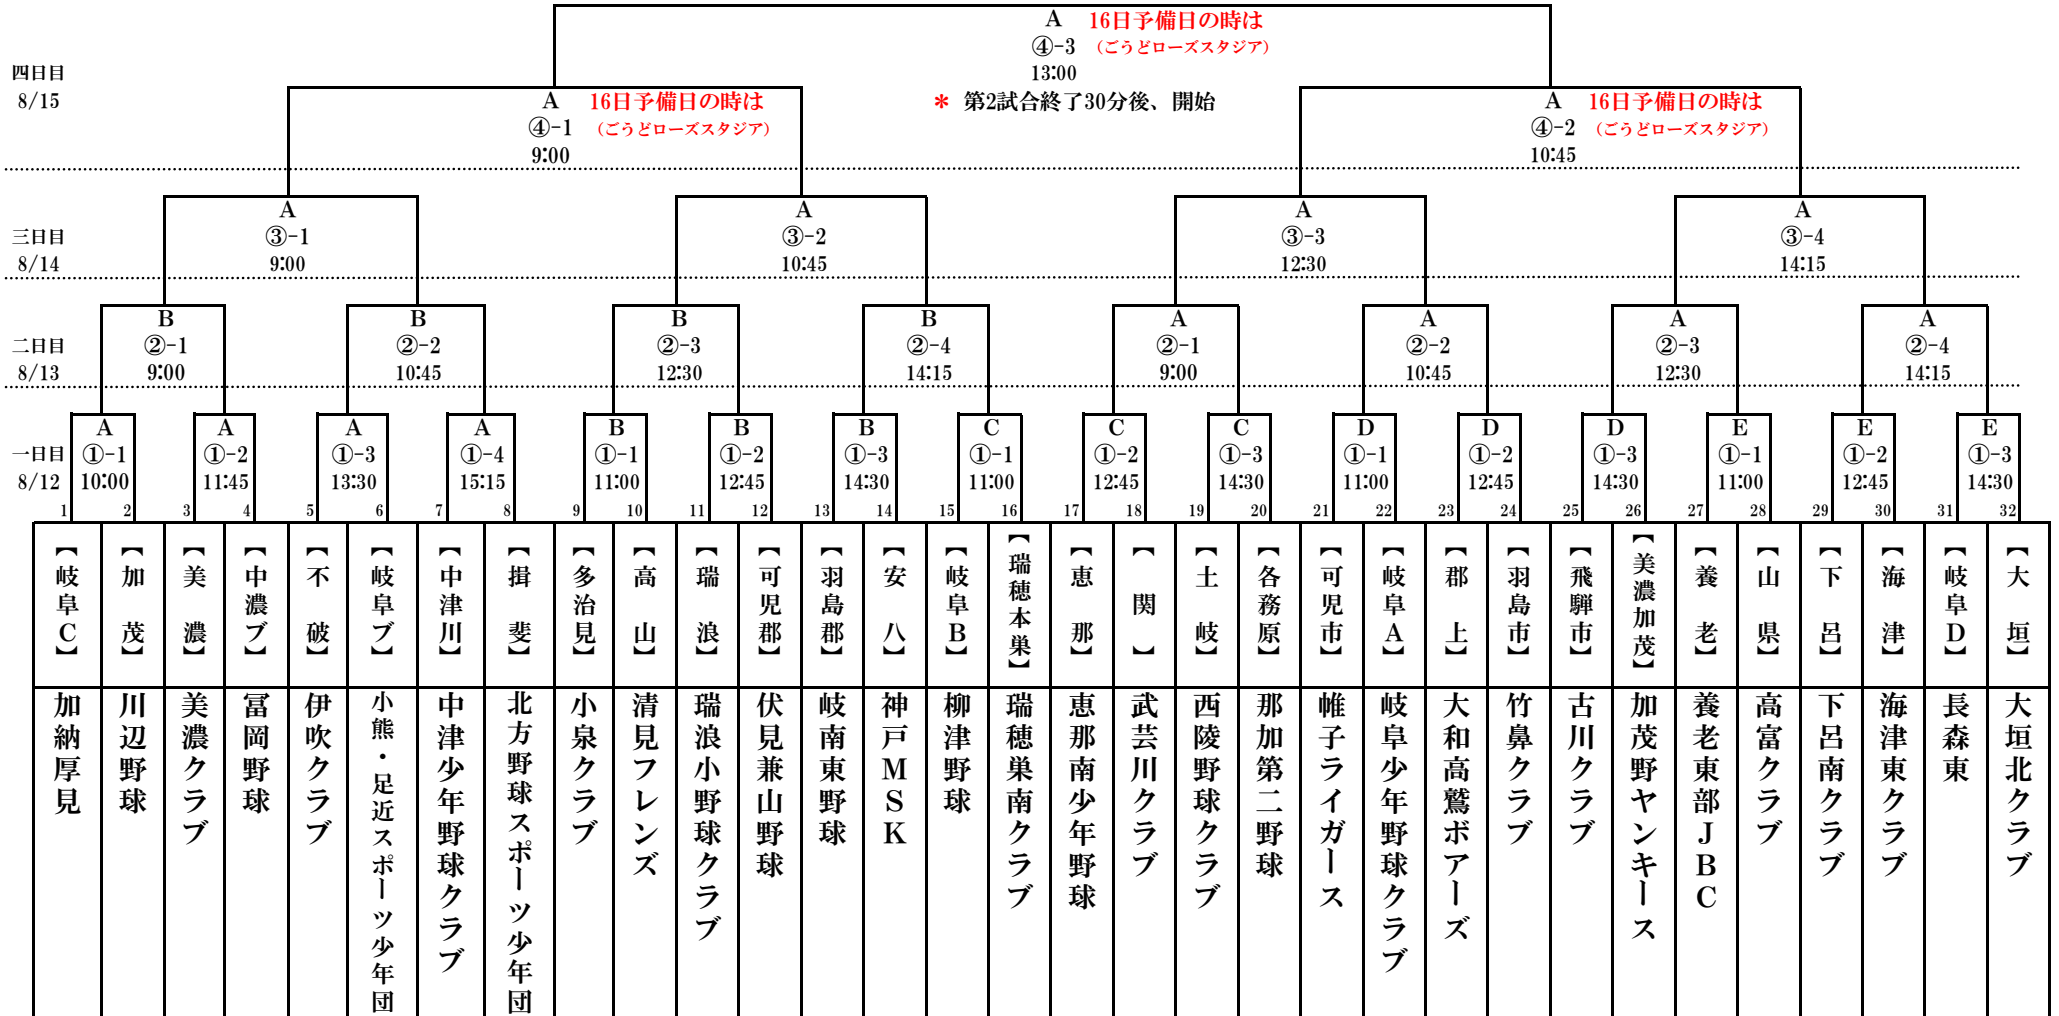 A 16日予備日の時は
④-3 （ごうどローズスタジア）
13:00
四日目
8/15
A 16日予備日の時は
④-1 （ごうどローズスタジア）
9:00
＊ 第2試合終了30分後、開始
A 16日予備日の時は
④-2 （ごうどローズスタジア）
10:45
三日目
8/14
A
③-1
9:00
A
③-2
10:45
A
③-3
12:30
A
③-4
14:15
二日目
8/13
B
②-1
9:00
B
②-2
10:45
B
②-3
12:30
B
②-4
14:15
A
②-1
9:00
A
②-2
10:45
A
②-3
12:30
A
②-4
14:15
一日目
8/12
A
①-1
10:00
A
①-2
11:45
A
①-3
13:30
A
①-4
15:15
B
①-1
11:00
B
①-2
12:45
B
①-3
14:30
C
①-1
11:00
C
①-2
12:45
C
①-3
14:30
D
①-1
11:00
D
①-2
12:45
D
①-3
14:30
E
①-1
11:00
E
①-2
12:45
E
①-3
14:30
1 2 3 4 5 6 7 8 9 10 11 12 13 14 15 16 17 18 19 20 21 22 23 24 25 26 27 28 29 30 31 32
【岐阜C】
加納厚見
【加 茂】
川辺野球
【美 濃】
美濃クラブ
【中濃ブ】
冨岡野球
【不 破】
伊吹クラブ
【岐阜ブ】
小熊・足近スポーツ少年団
【中津川】
中津少年野球クラブ
【揖 斐】
北方野球スポーツ少年団
【多治見】
小泉クラブ
【高 山】
清見フレンズ
【瑞 浪】
瑞浪小野球クラブ
【可児郡】
伏見兼山野球
【羽島郡】
岐南東野球
【安 八】
神戸MSK
【岐阜B】
柳津野球
【瑞穂本巣】
瑞穂巣南クラブ
【恵 那】
恵那南少年野球
【 関 】
武芸川クラブ
【土 岐】
西陵野球クラブ
【各務原】
那加第二野球
【可児市】
帷子ライガース
【岐阜A】
岐阜少年野球クラブ
【郡 上】
大和高鷲ボアーズ
【羽島市】
竹鼻クラブ
【飛騨市】
古川クラブ
【美濃加茂】
加茂野ヤンキース
【養 老】
養老東部JBC
【山 県】
高富クラブ
【下 呂】
下呂南クラブ
【海 津】
海津東クラブ
【岐阜D】
長森東
【大 垣】
大垣北クラブ